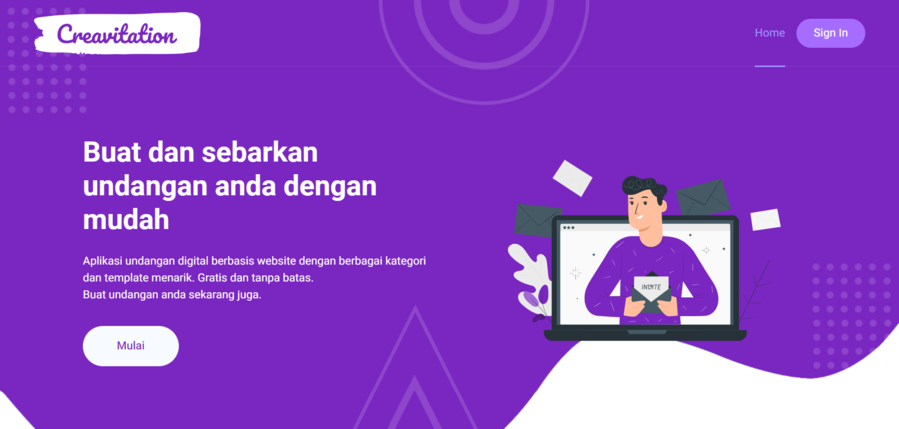 Creavitation
Home
Sign In
Buat dan sebarkan
undangan anda dengan
mudah
Aplikasi undangan digital berbasis website dengan berbagai kategori
dan template menarik. Gratis dan tanpa batas.
Buat undangan anda sekarang juga.
Mulai
INVITE